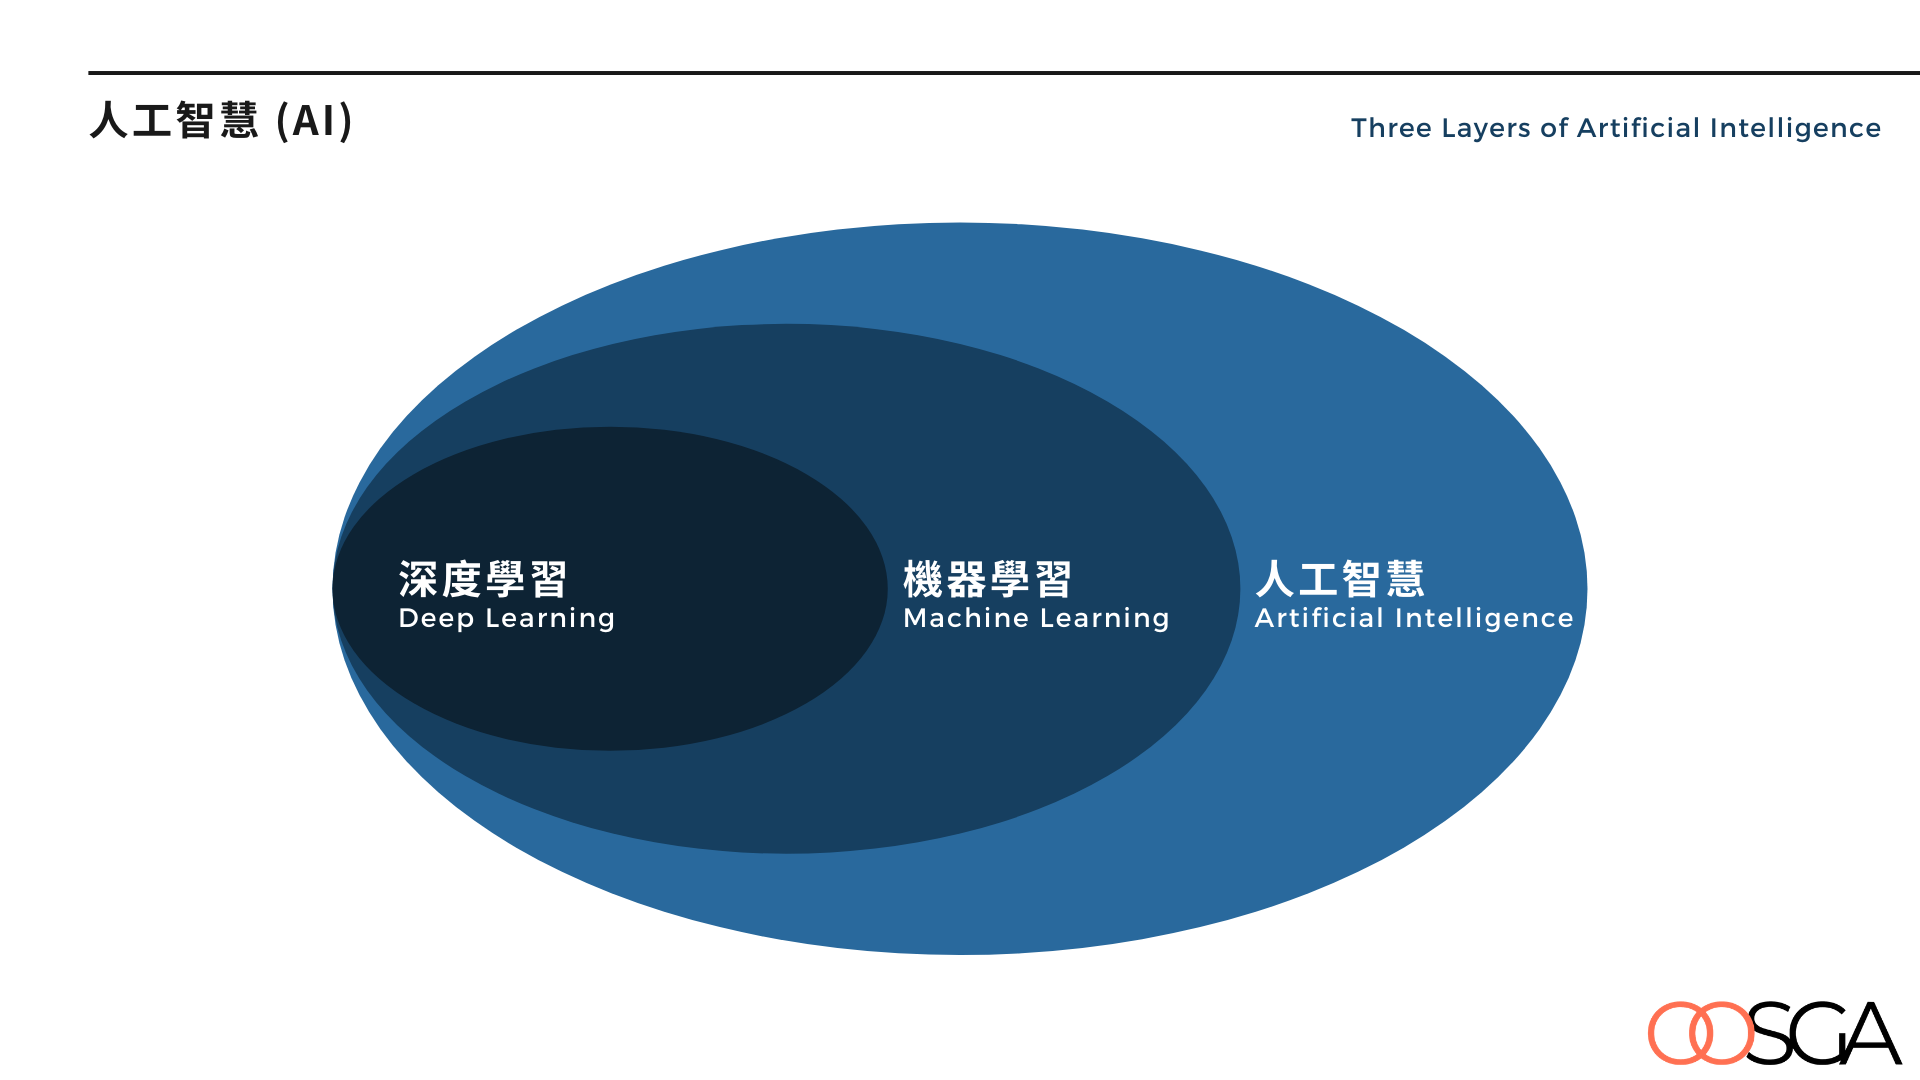 人工智慧 (AI)
Three Layers of Artificial Intelligence
深度學習
Deep Learning
機器學習
Machine Learning
人工智慧
Artificial Intelligence
OOSGA